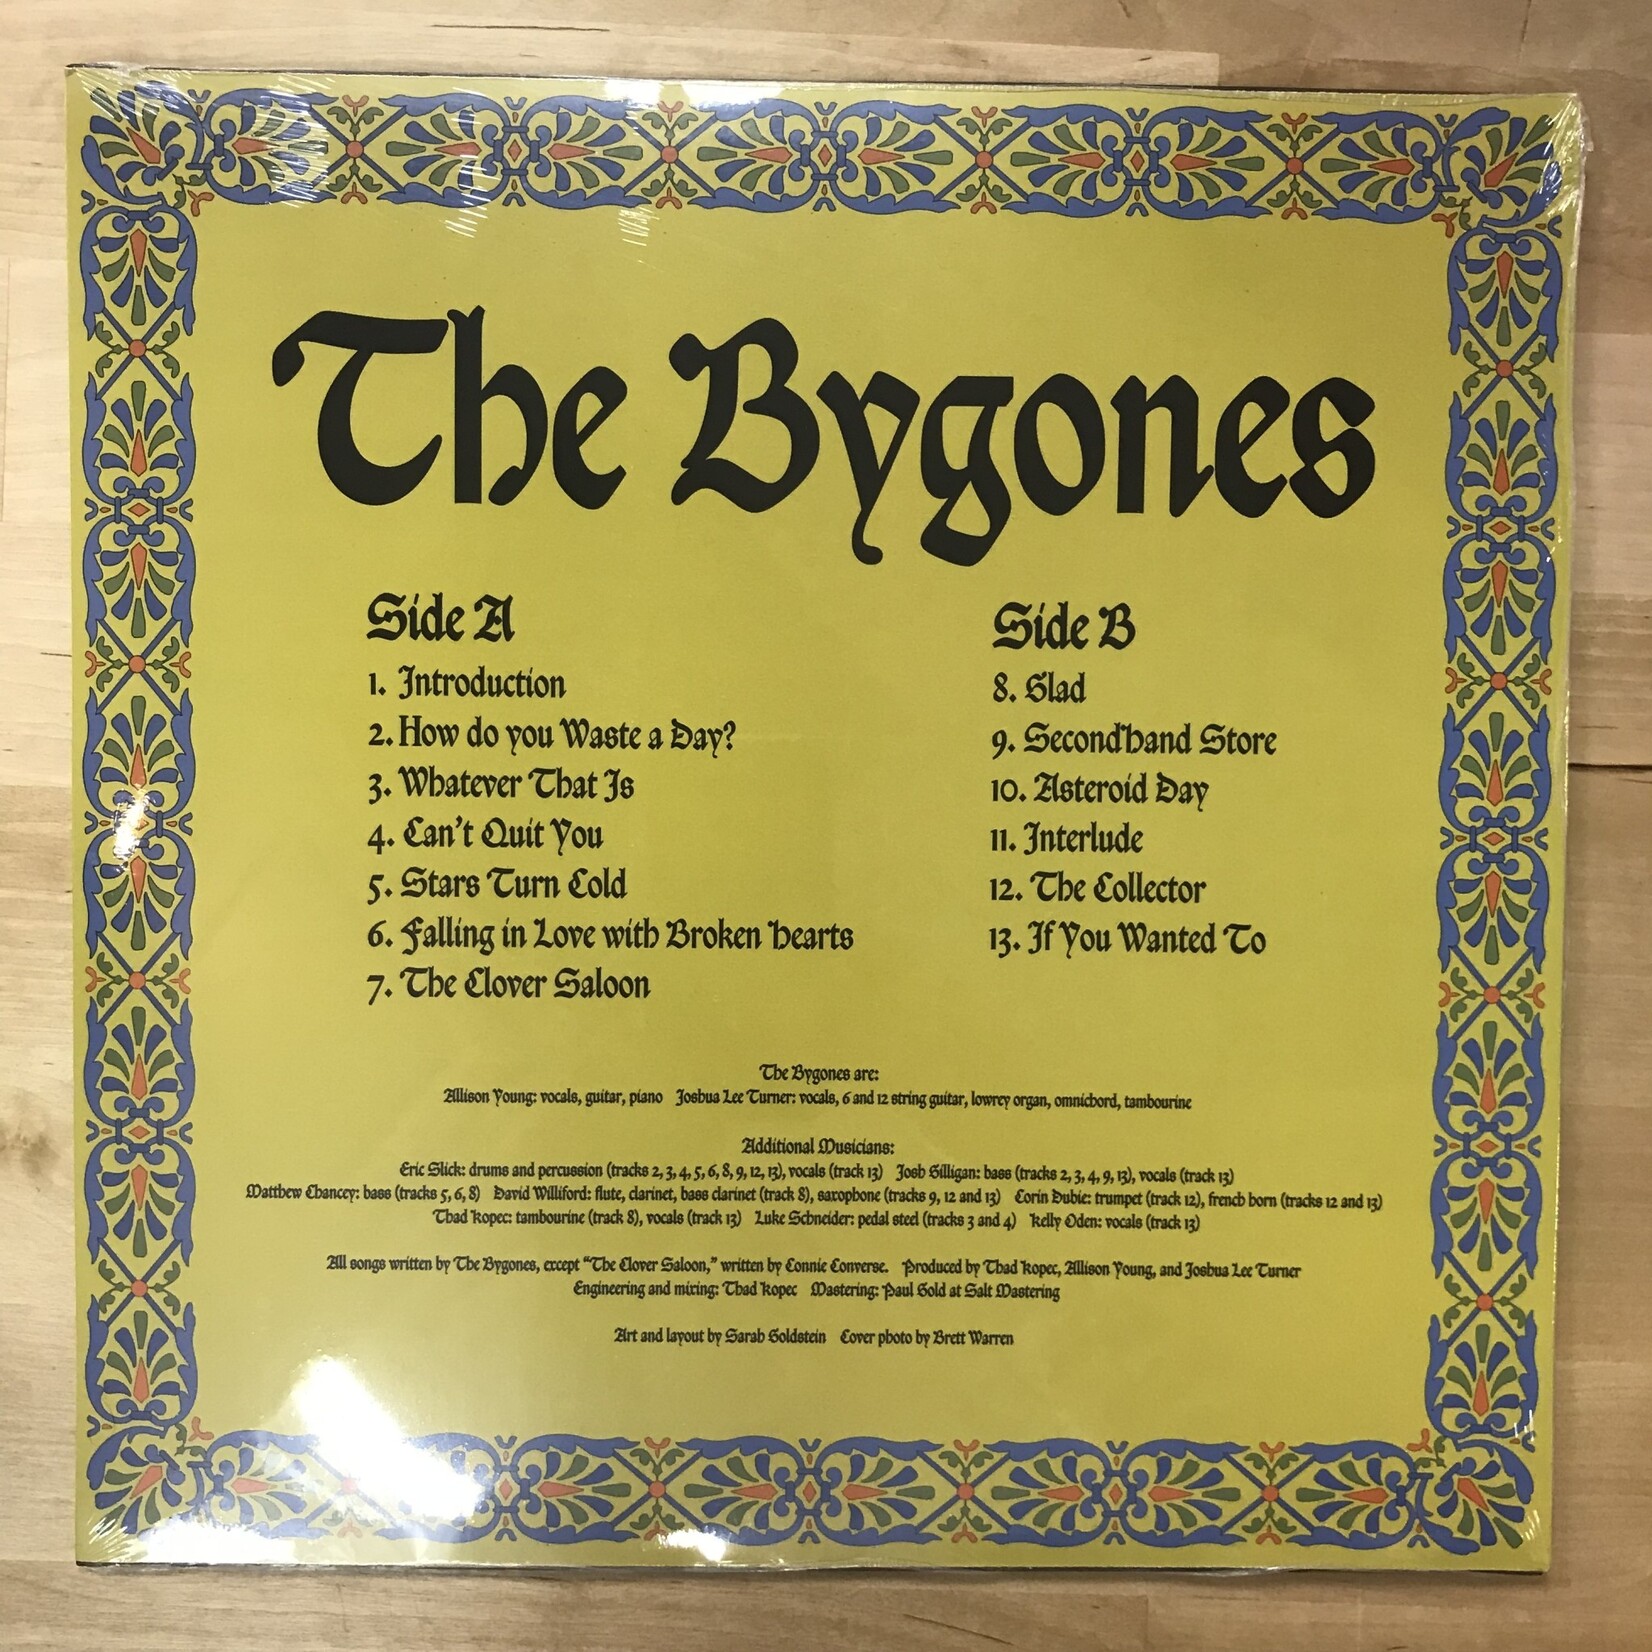 The Bygones
Side A
1. Introduction
2. How do you Waste a Day?
3. Whatever That Is
4. Can't Quit You
5. Stars Turn Cold
6. Falling in Love with Broken Hearts
7. The Clover Saloon
Side B
8. Glad
9. Secondhand Store
10. Asteroid Day
11. Interlude
12. The Collector
13. If You Wanted To
The Bygones are:
Allison Young: vocals, guitar, piano Joshua Lee Turner: vocals, 6 and 12 string guitar, lowrey organ, omnichord, tambourine
Additional Musicians:
Eric Slick: drums and percussion (tracks 2, 3, 4, 5, 6, 8, 9, 12, 13), vocals (track 13) Josh Gilligan: bass (tracks 2, 3, 4, 9, 13), vocals (track 13)
Matthew Chancey: bass (tracks 5, 6, 8) David Williford: flute, clarinet, bass clarinet (track 8), saxophone (tracks 9, 12 and 13) Corin Dubie: trumpet (track 12), french horn (tracks 12 and 13)
Thad Kopec: tambourine (track 8), vocals (track 13) Luke Schneider: pedal steel (tracks 3 and 4) Kelly Oden: vocals (track 13)
All songs written by The Bygones, except "The Clover Saloon," written by Connie Converse. Produced by Thad Kopec, Allison Young, and Joshua Lee Turner
Engineering and mixing: Thad Kopec Mastering: Paul Gold at Salt Mastering
Art and layout by Sarah Goldstein Cover photo by Brett Warren